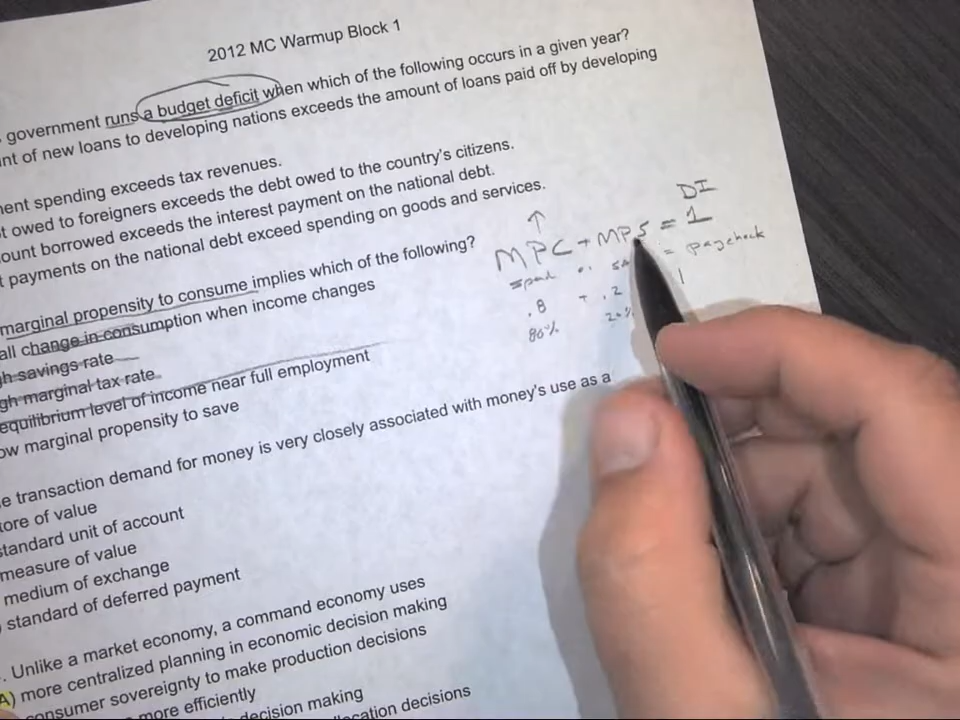 2012 MC Warmup Block 1
government runs a budget deficit when which of the following occurs in a given year?
nt of new loans to developing nations exceeds the amount of loans paid off by developing
ment spending exceeds tax revenues.
t owed to foreigners exceeds the debt owed to the country's citizens.
ount borrowed exceeds the interest payment on the national debt.
t payments on the national debt exceed spending on goods and services.
DI
↑
MPC + MPS = 1
spend or = paycheck
.8 + .2 1
80% 20%
marginal propensity to consume implies which of the following?
all change in consumption when income changes
gh savings rate
gh marginal tax rate
equilibrium level of income near full employment
ow marginal propensity to save
e transaction demand for money is very closely associated with money's use as a
tore of value
standard unit of account
measure of value
medium of exchange
) standard of deferred payment
. Unlike a market economy, a command economy uses
A) more centralized planning in economic decision making
consumer sovereignty to make production decisions
more efficiently
decision making
location decisions